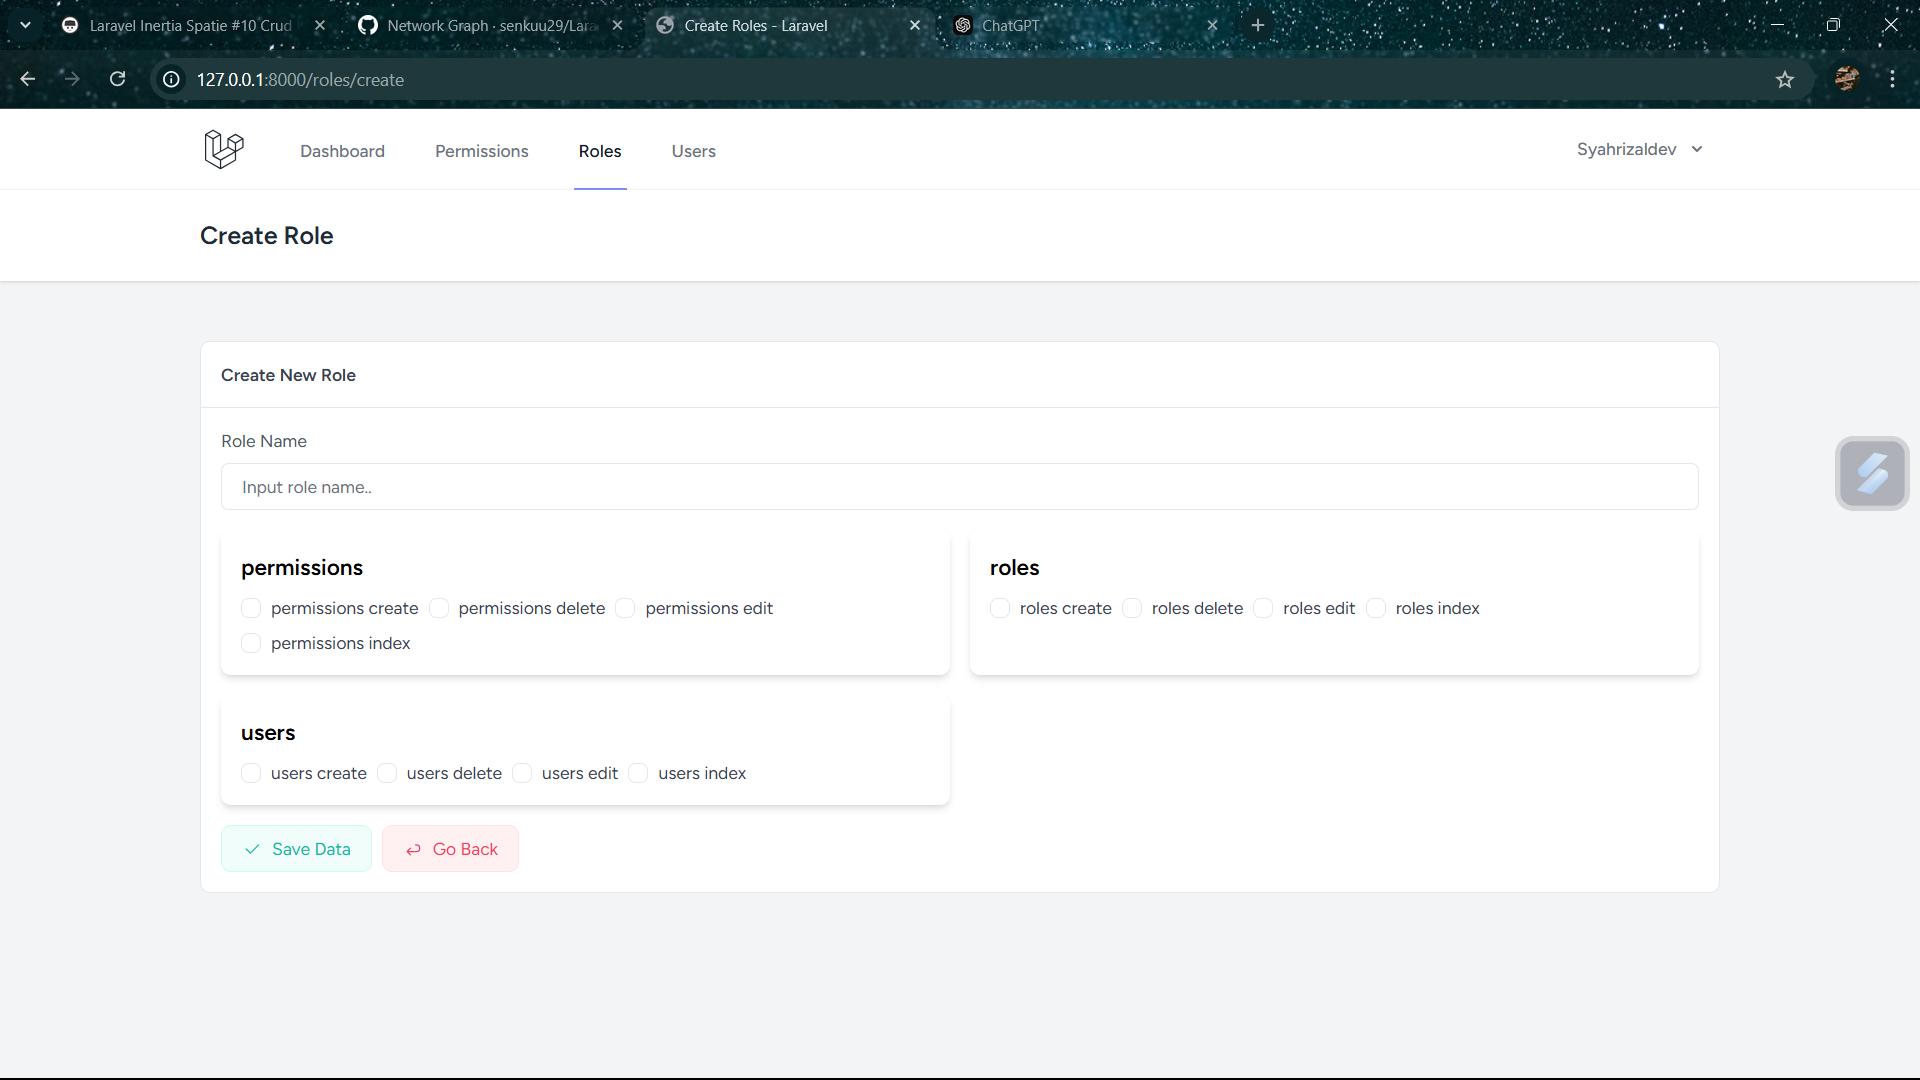 Laravel Inertia Spatie #10 Crud
Network Graph · senkuu29/Lara
Create Roles - Laravel
ChatGPT
127.0.0.1:8000/roles/create
Dashboard
Permissions
Roles
Users
Syahrizaldev
Create Role
Create New Role
Role Name
Input role name..
permissions
permissions create permissions delete permissions edit
permissions index
roles
roles create roles delete roles edit roles index
users
users create users delete users edit users index
Save Data
Go Back